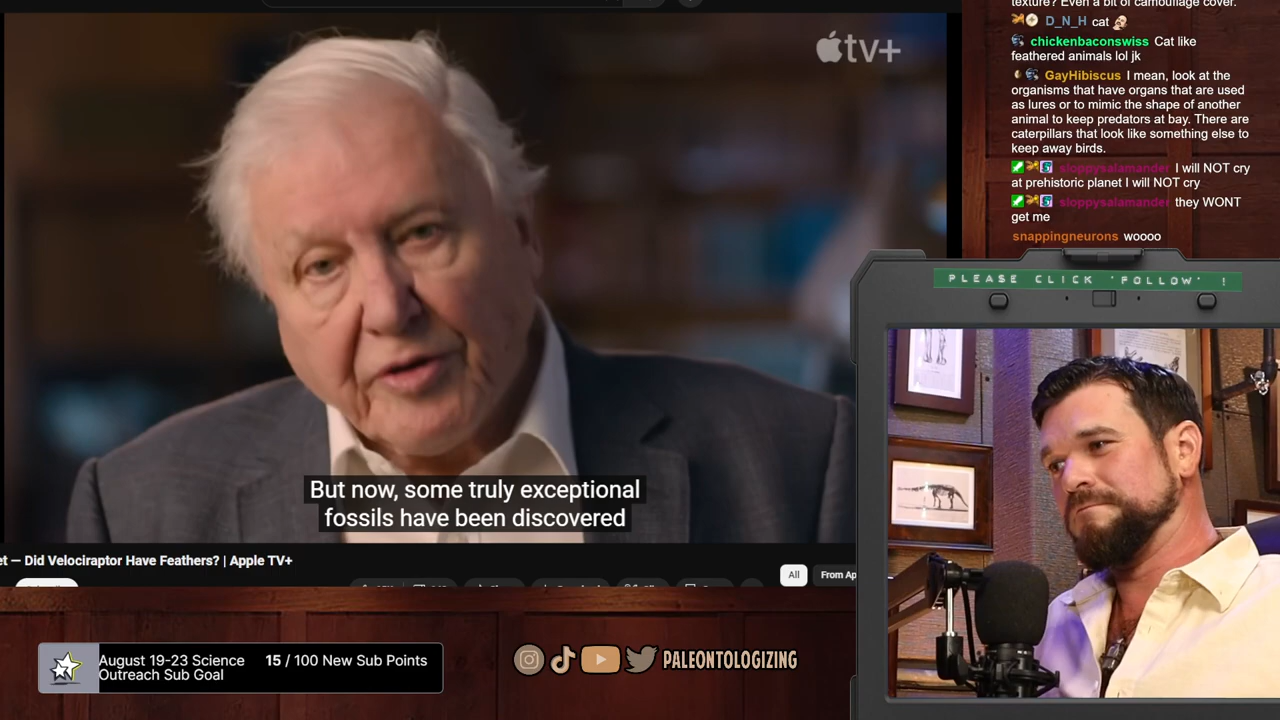 tv+
But now, some truly exceptional
fossils have been discovered
et — Did Velociraptor Have Feathers? | Apple TV+
All
From Ap
August 19-23 Science
Outreach Sub Goal
15 / 100 New Sub Points
PALEONTOLOGIZING
texture? Even a bit of camouflage cover.
D_N_H cat
chickenbaconswiss Cat like
feathered animals lol jk
GayHibiscus I mean, look at the
organisms that have organs that are used
as lures or to mimic the shape of another
animal to keep predators at bay. There are
caterpillars that look like something else to
keep away birds.
sloppysalamander I will NOT cry
at prehistoric planet I will NOT cry
sloppysalamander they WONT
get me
snappingneurons woooo
PLEASE CLICK 'FOLLOW' !